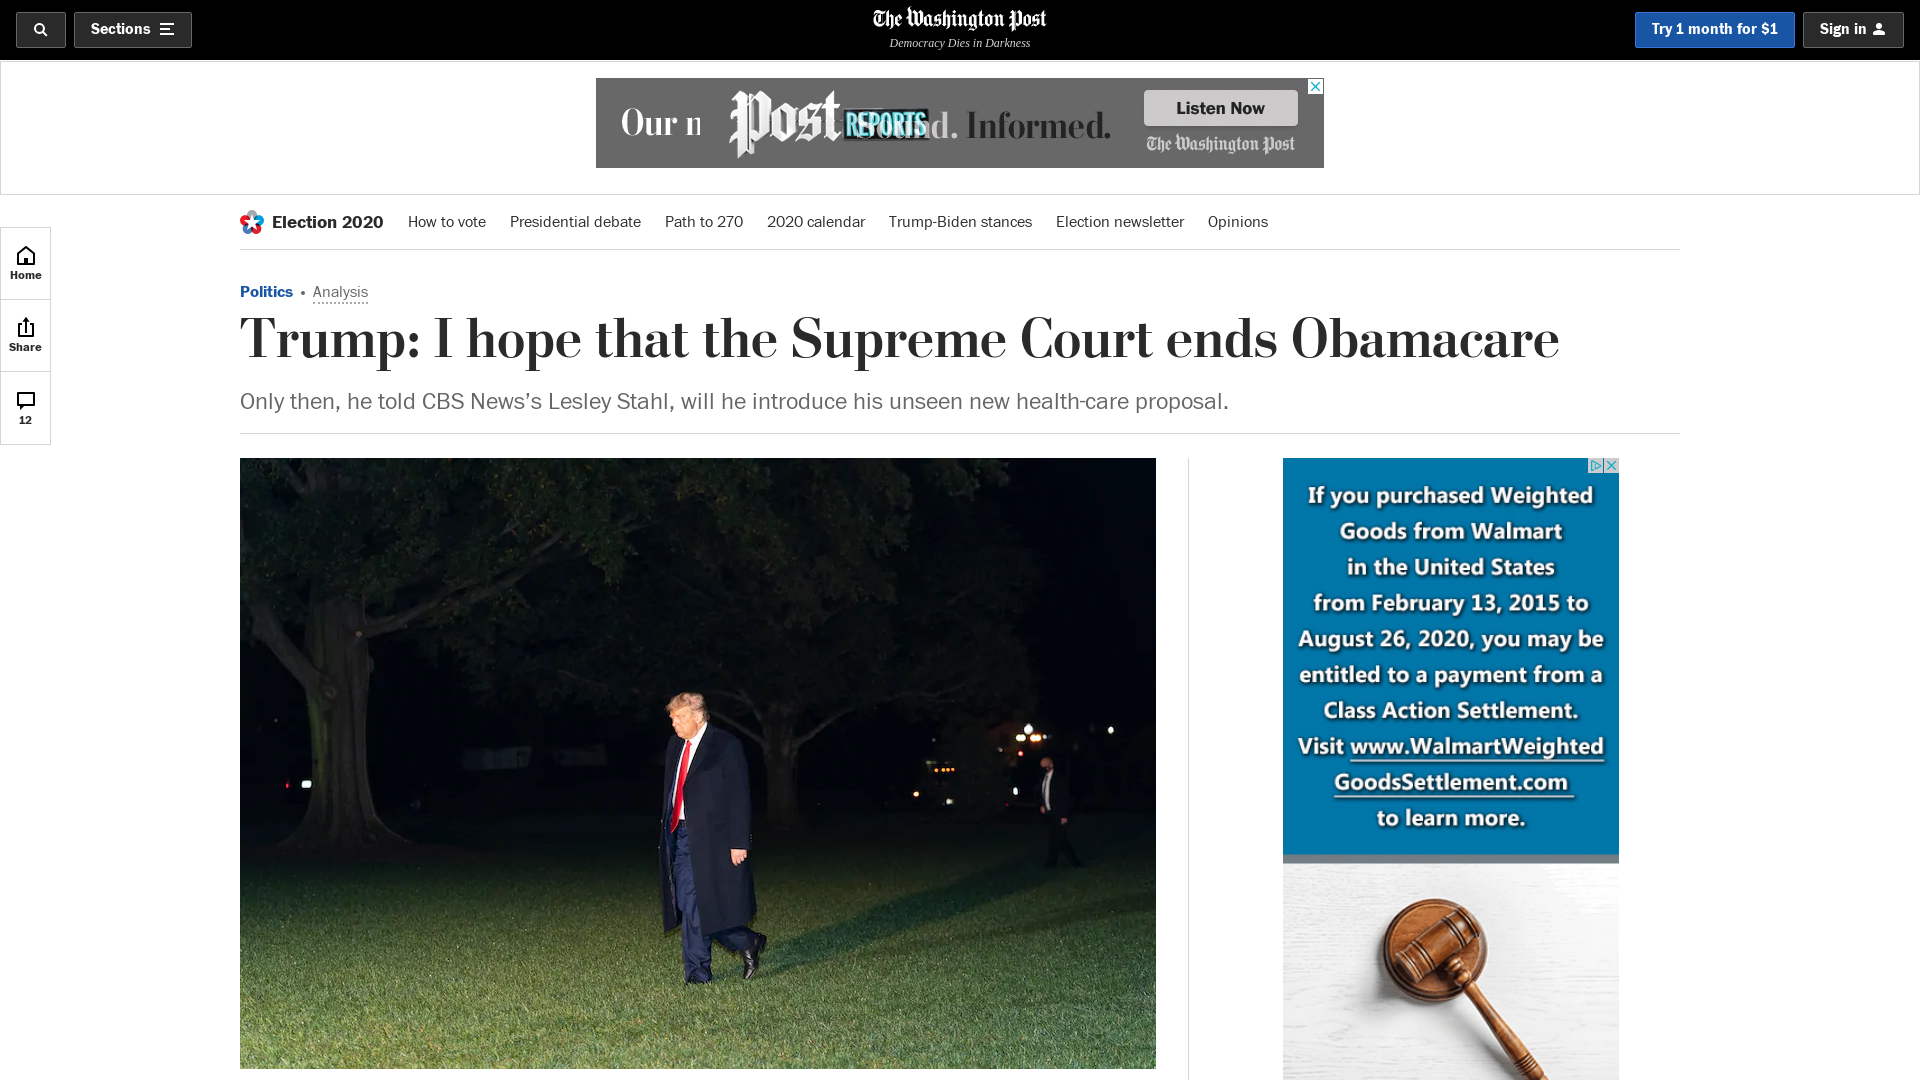 Sections
The Washington Post
Democracy Dies in Darkness
Try 1 month for $1
Sign in
Our n
Post
REPORTS
Sound. Informed.
Listen Now
The Washington Post
Election 2020
How to vote
Presidential debate
Path to 270
2020 calendar
Trump-Biden stances
Election newsletter
Opinions
Home
Share
12
Politics • Analysis
Trump: I hope that the Supreme Court ends Obamacare
Only then, he told CBS News’s Lesley Stahl, will he introduce his unseen new health-care proposal.
If you purchased Weighted
Goods from Walmart
in the United States
from February 13, 2015 to
August 26, 2020, you may be
entitled to a payment from a
Class Action Settlement.
Visit www.WalmartWeighted
GoodsSettlement.com
to learn more.